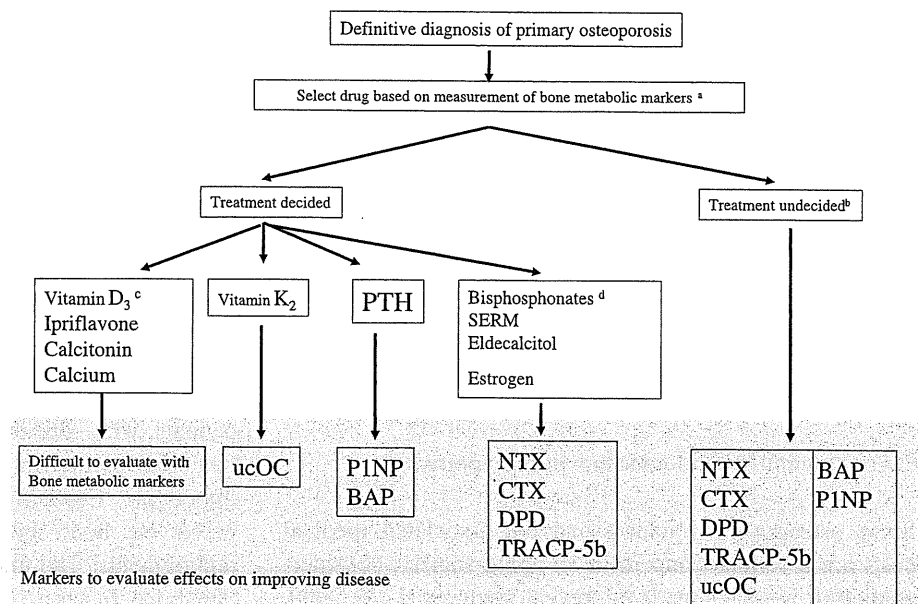 Definitive diagnosis of primary osteoporosis
Select drug based on measurement of bone metabolic markers a
Treatment decided
Treatment undecided b
Vitamin D3 c
Ipriflavone
Calcitonin
Calcium
Vitamin K2
PTH
Bisphosphonates d
SERM
Eldecalcitol
Estrogen
Difficult to evaluate with
Bone metabolic markers
ucOC
P1NP
BAP
NTX
CTX
DPD
TRACP-5b
NTX
CTX
DPD
TRACP-5b
ucOC
BAP
P1NP
Markers to evaluate effects on improving disease